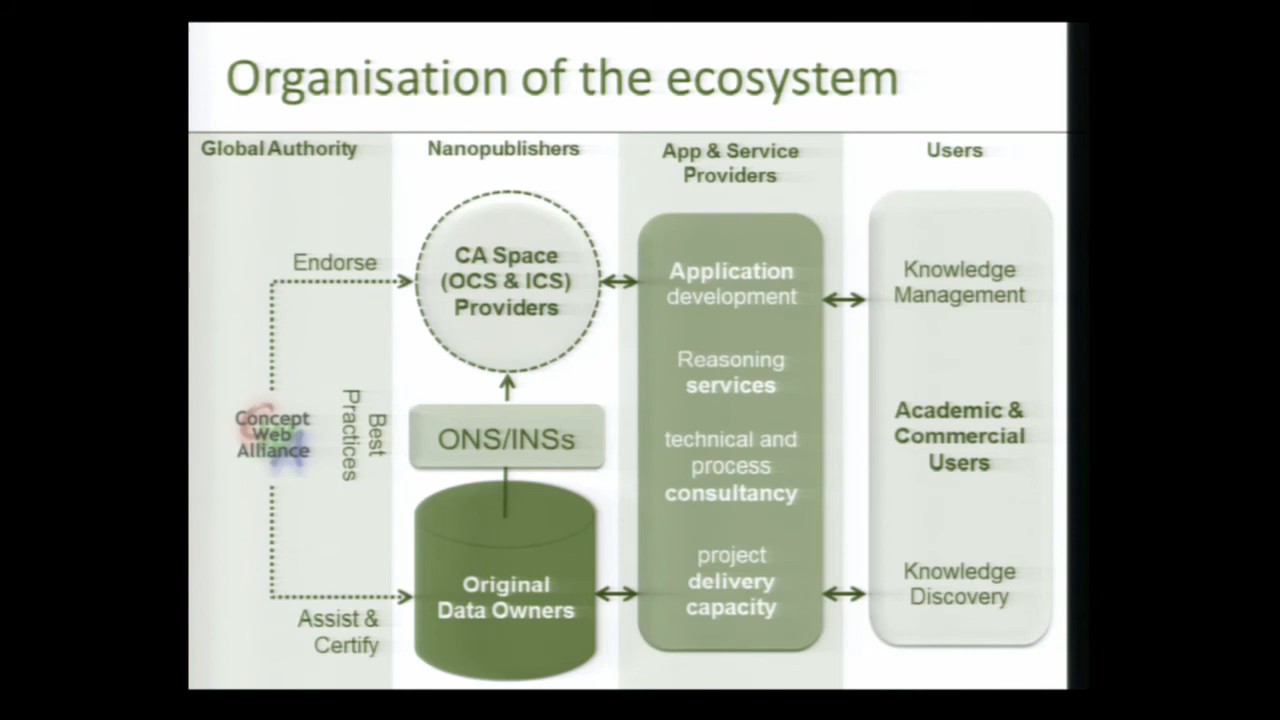 Organisation of the ecosystem
Global Authority
Nanopublishers
App & Service
Providers
Users
Endorse
CA Space
(OCS & ICS)
Providers
Application
development
Knowledge
Management
Reasoning
services
Concept
Web
Alliance
Best
Practices
ONS/INSs
technical and
process
consultancy
Academic &
Commercial
Users
Original
Data Owners
project
delivery
capacity
Knowledge
Discovery
Assist &
Certify